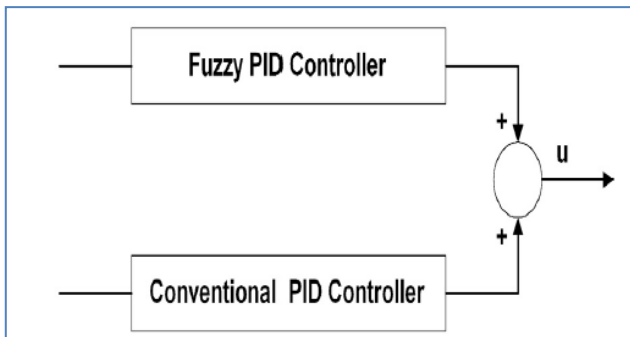 Fuzzy PID Controller
+
u
+
Conventional PID Controller